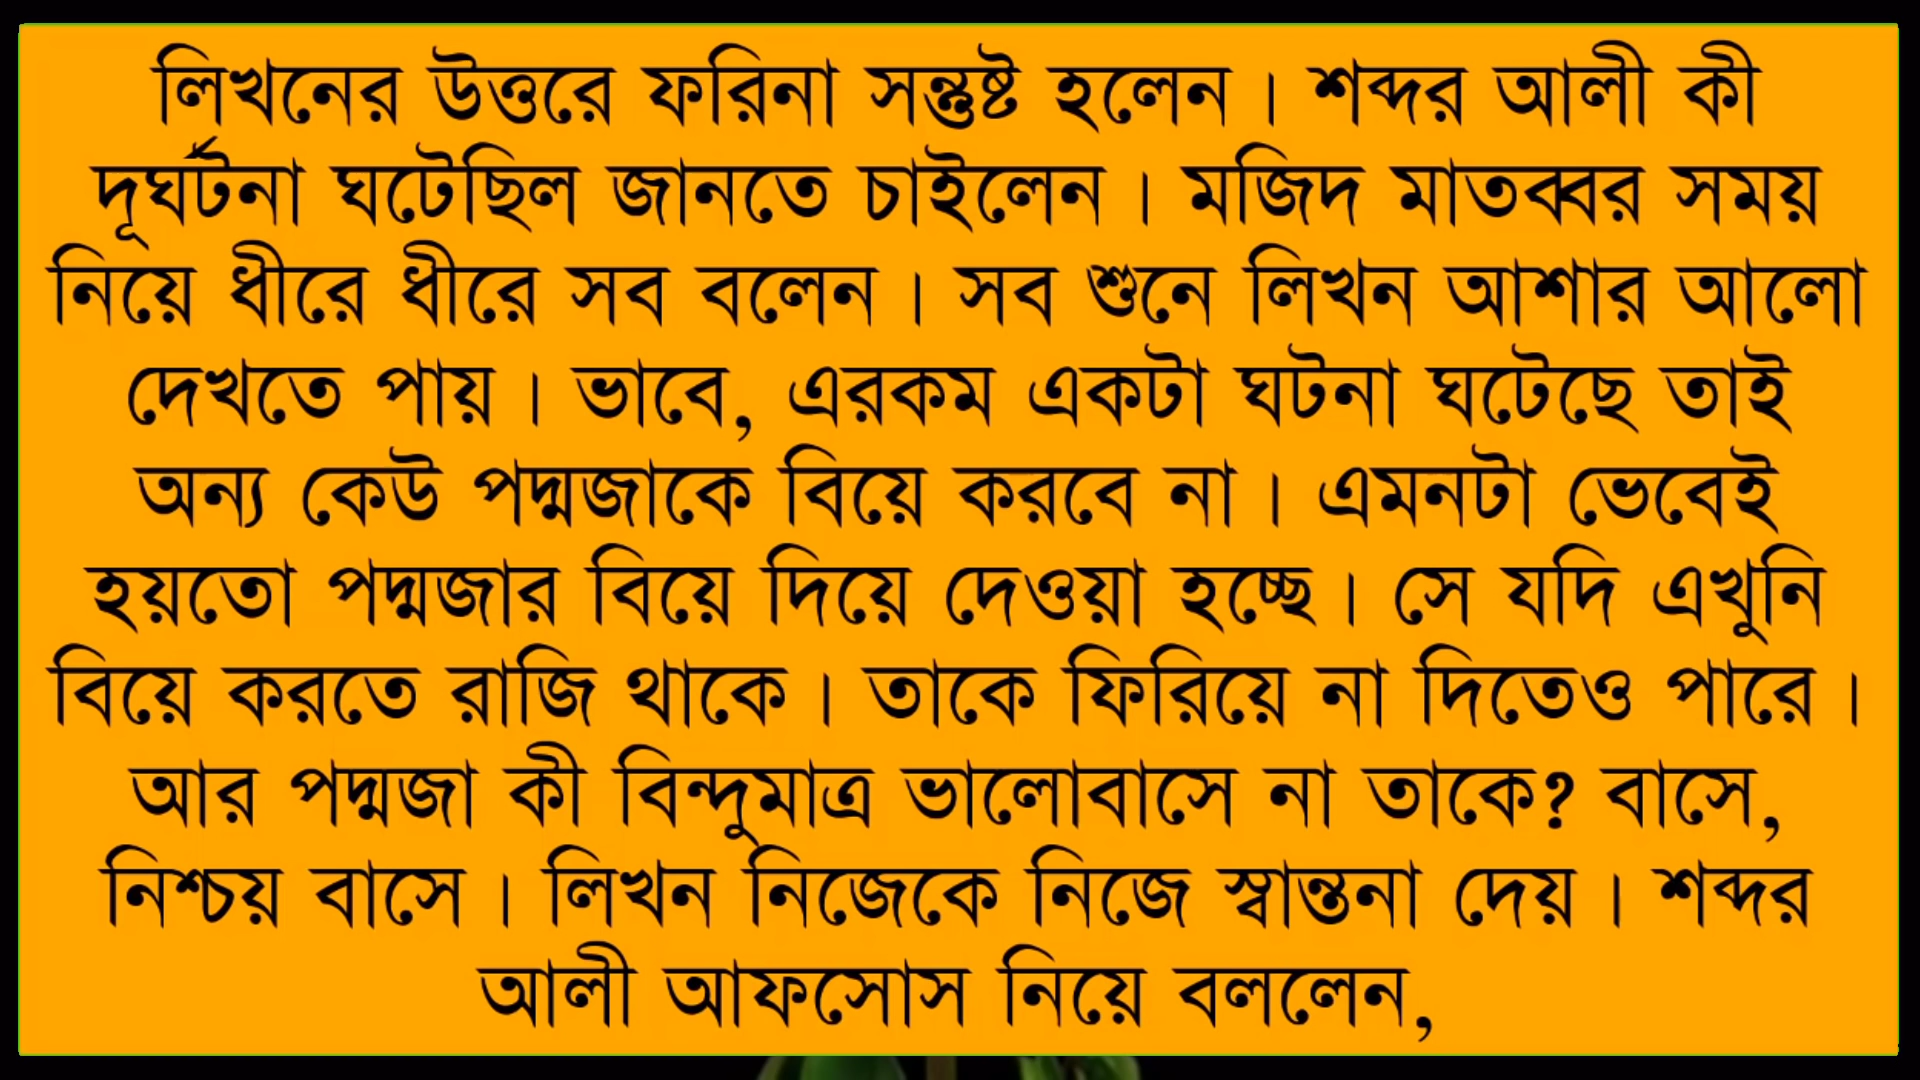 লিখনের উত্তরে ফরিনা সন্তুষ্ট হলেন। শব্দর আলী কী
দূর্ঘটনা ঘটেছিল জানতে চাইলেন। মজিদ মাতব্বর সময়
নিয়ে ধীরে ধীরে সব বলেন। সব শুনে লিখন আশার আলো
দেখতে পায়। ভাবে, এরকম একটা ঘটনা ঘটেছে তাই
অন্য কেউ পদ্মজাকে বিয়ে করবে না। এমনটা ভেবেই
হয়তো পদ্মজার বিয়ে দিয়ে দেওয়া হচ্ছে। সে যদি এখুনি
বিয়ে করতে রাজি থাকে। তাকে ফিরিয়ে না দিতেও পারে।
আর পদ্মজা কী বিন্দুমাত্র ভালোবাসে না তাকে? বাসে,
নিশ্চয় বাসে। লিখন নিজেকে নিজে স্বান্তনা দেয়। শব্দর
আলী আফসোস নিয়ে বললেন,